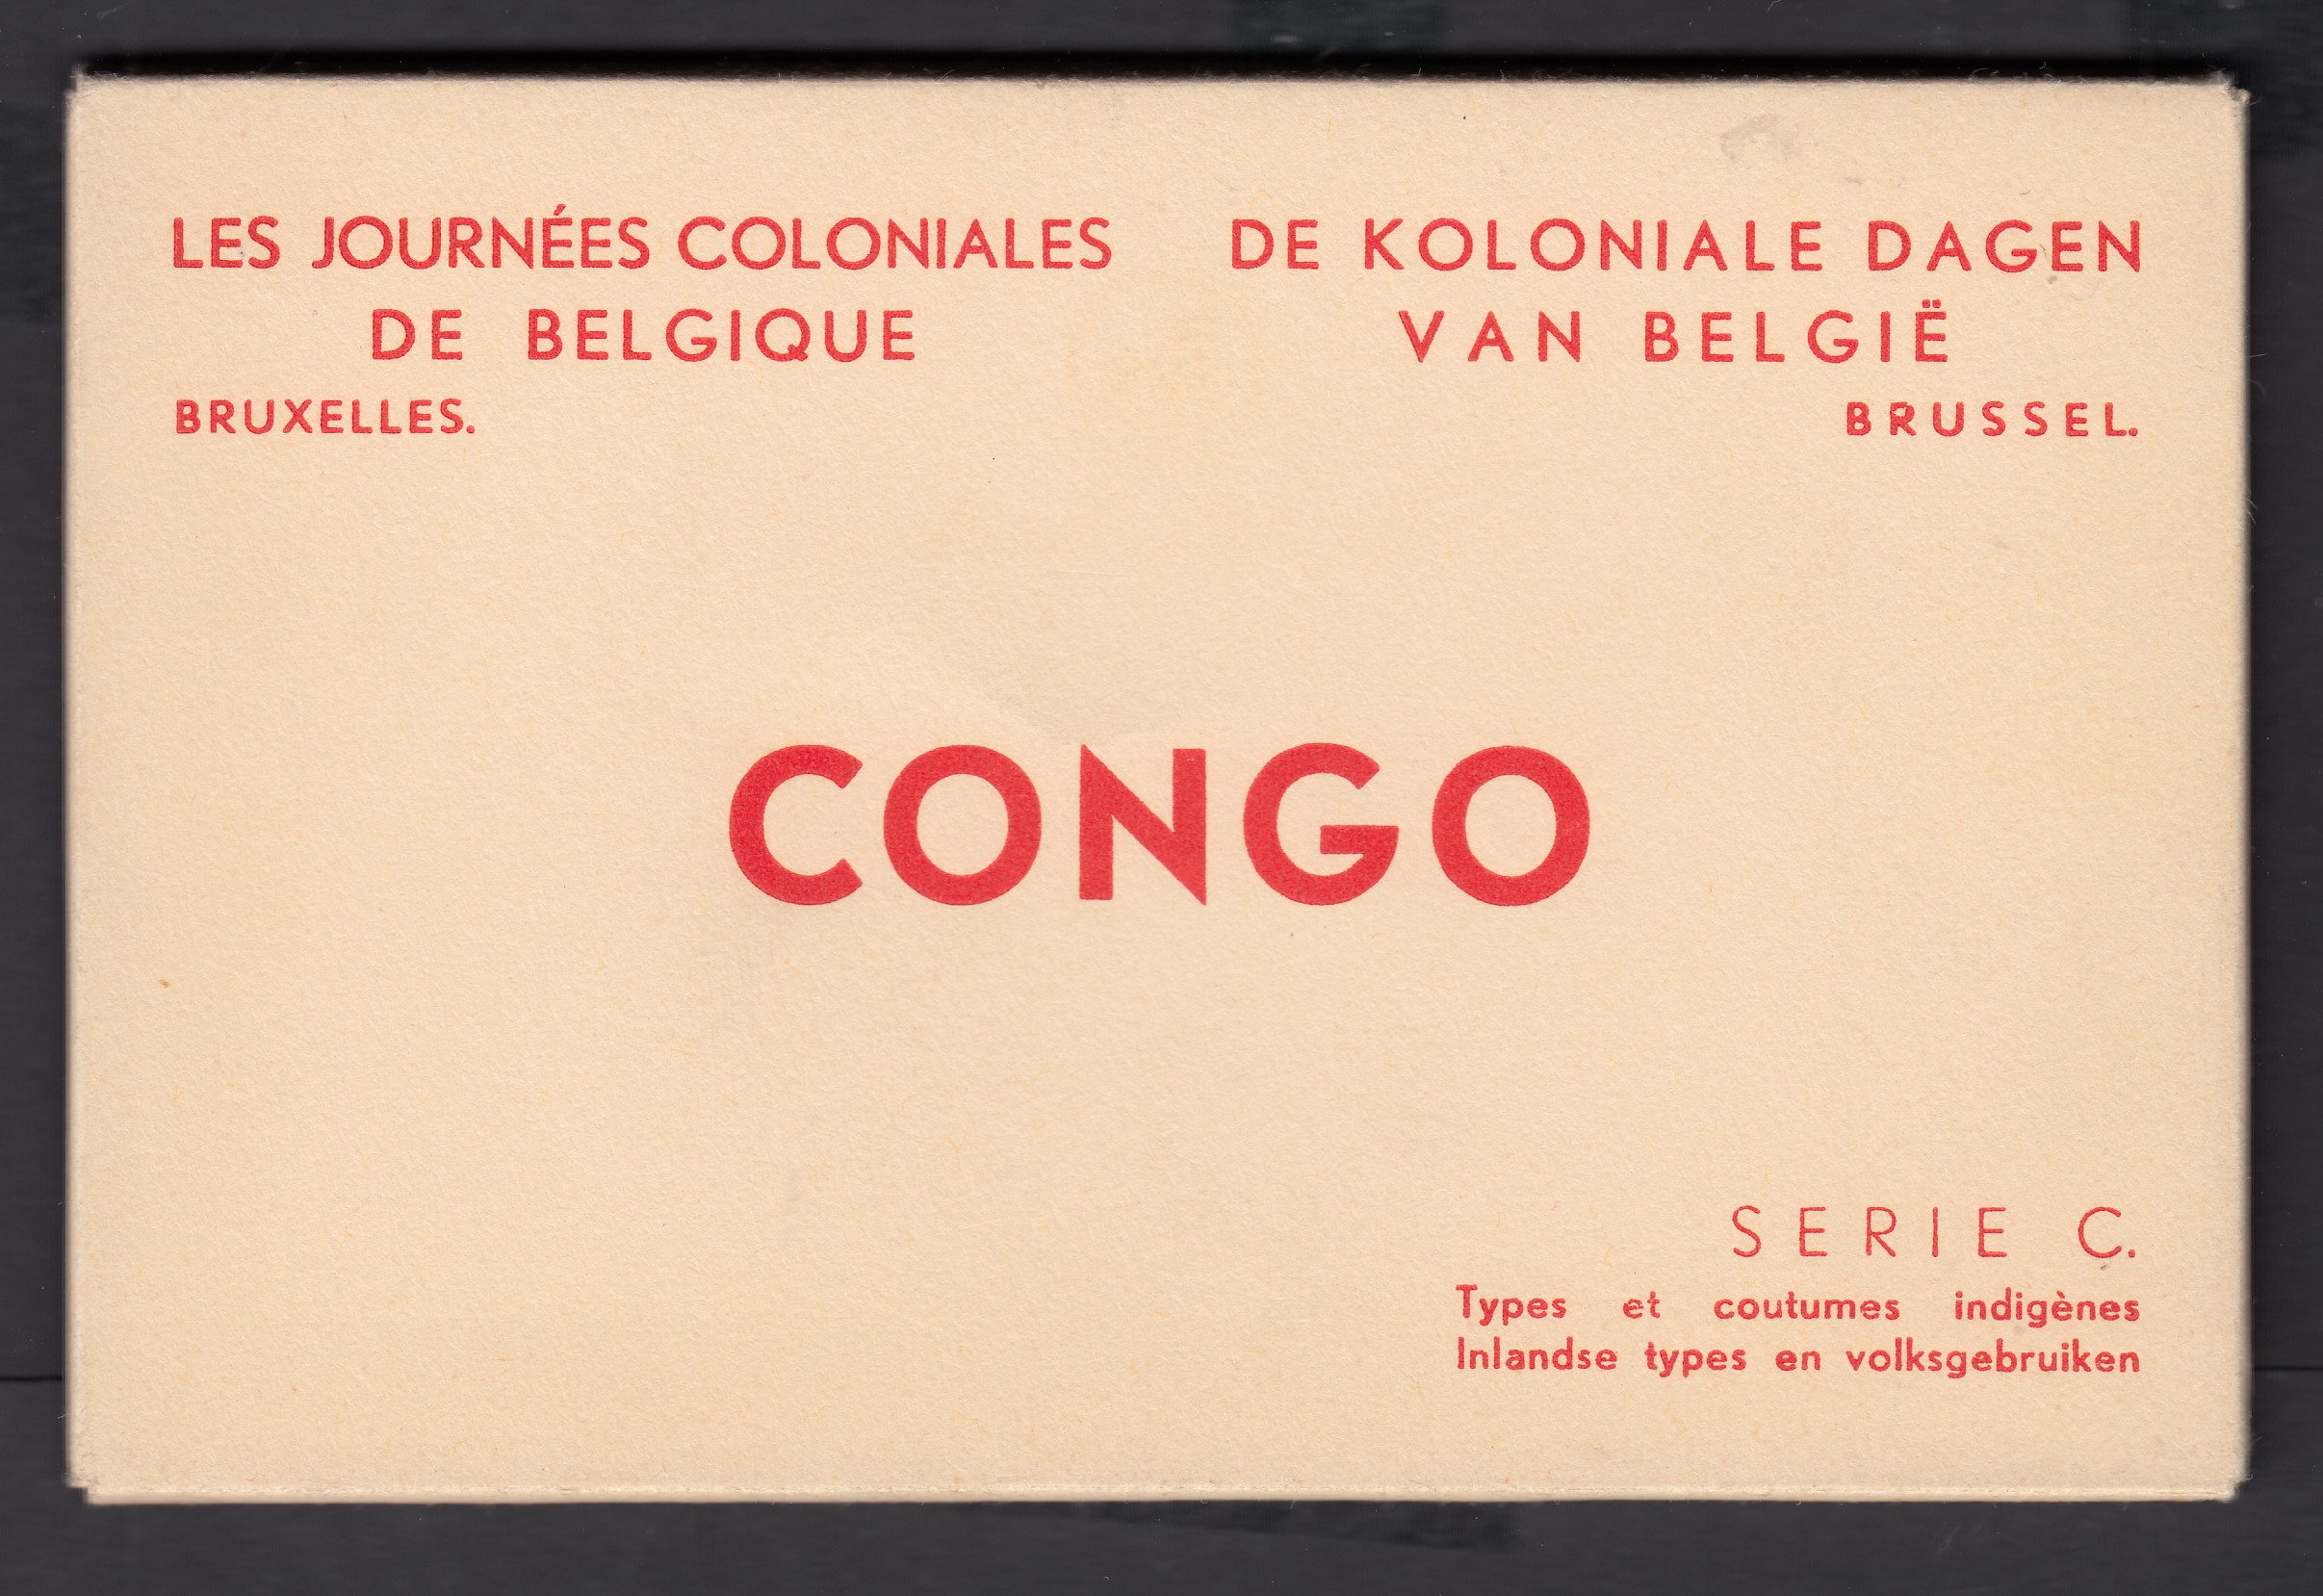 LES JOURNÉES COLONIALES
DE BELGIQUE
BRUXELLES.
DE KOLONIALE DAGEN
VAN BELGIË
BRUSSEL.
CONGO
SERIE C.
Types et coutumes indigènes
Inlandse types en volksgebruiken